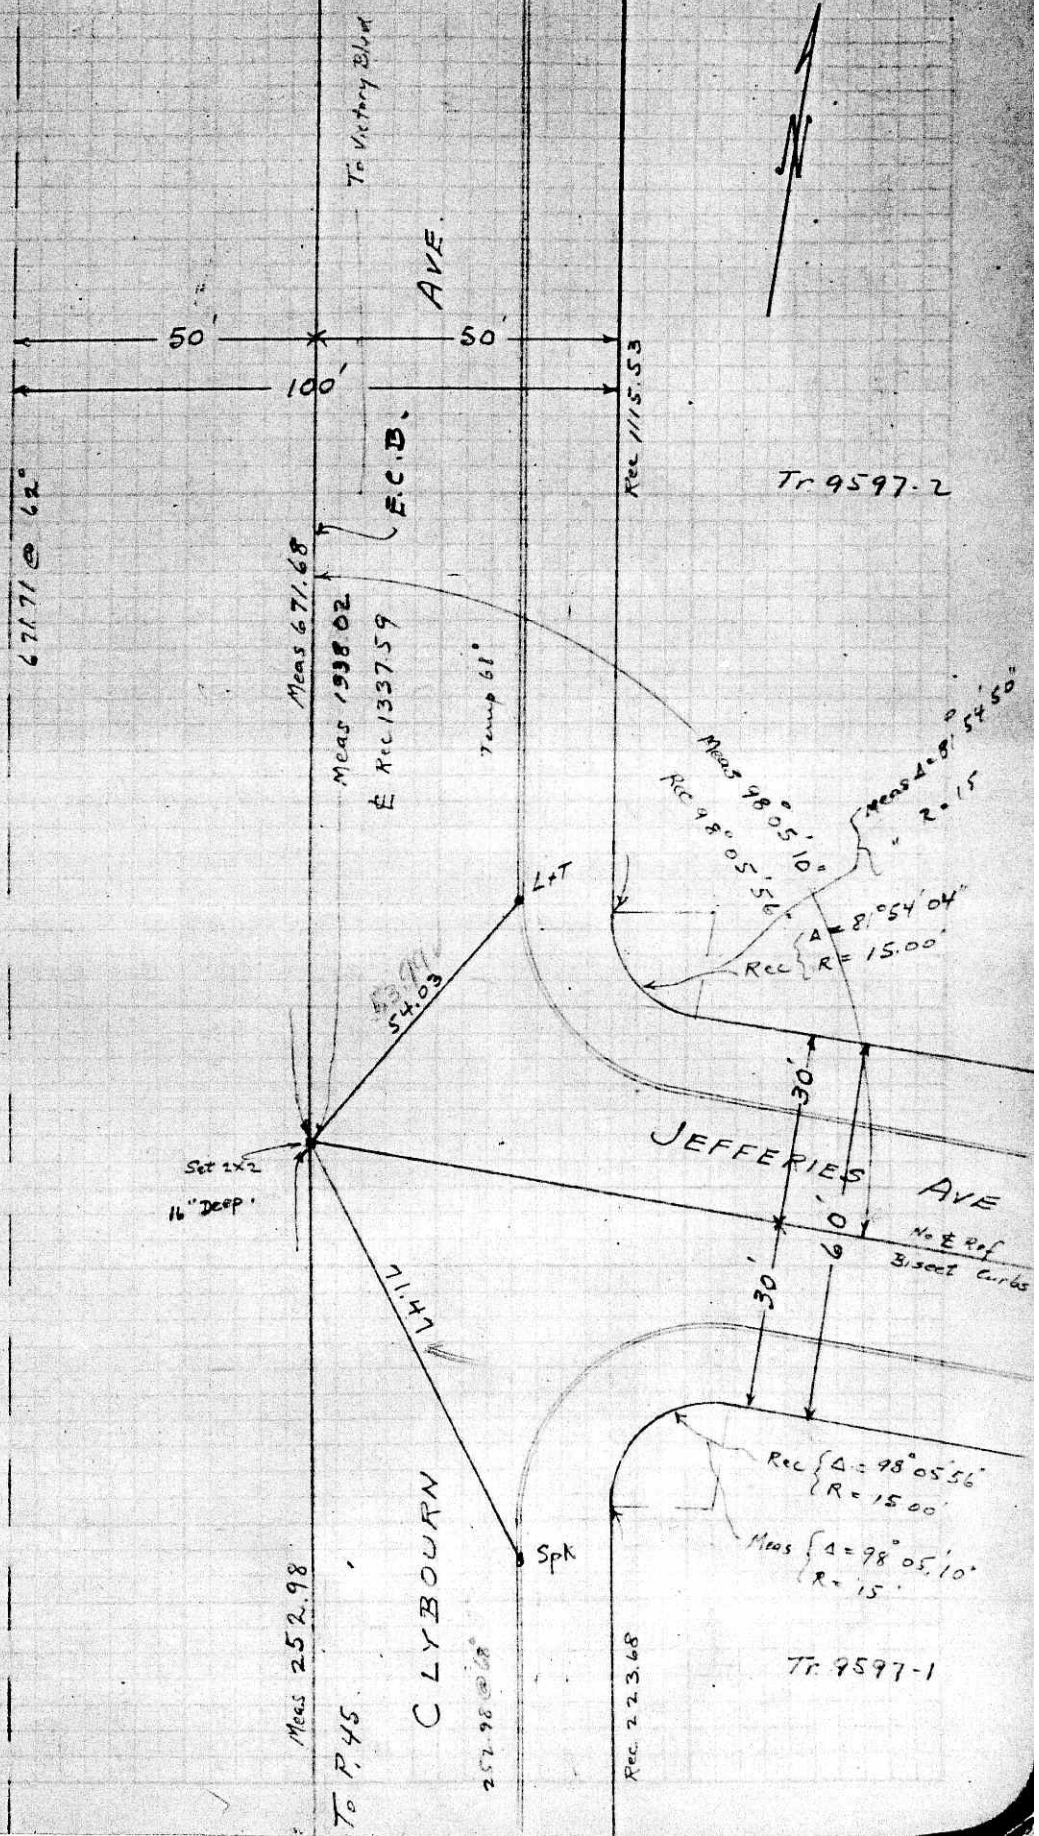 To Victory Blvd
N
AVE.
50'
50'
100'
Rec 1115.53
671.71 @ 62°
E.C.B.
Tr. 9597-2
Meas 671.68
Meas 1338.02
℄ Rec 1337.59
Temp 61°
Meas 98° 05' 10"
Rec 98° 05' 56"
Meas Δ = 81° 54' 50"
" R = 15
L+T
Rec { Δ = 81° 54' 04"
R = 15.00'
54.03
30'
JEFFERIES AVE
Set 2x2
16" Deep.
No ℄ Ref
Bisect Curbs
60'
30'
71.47
Rec { Δ = 98° 05' 56"
R = 15.00'
Spk
Meas { Δ = 98° 05' 10"
R = 15'
CLYBOURN
Meas 252.98
To P. 45
252.98 @ 68°
Rec 223.68
Tr. 9597-1